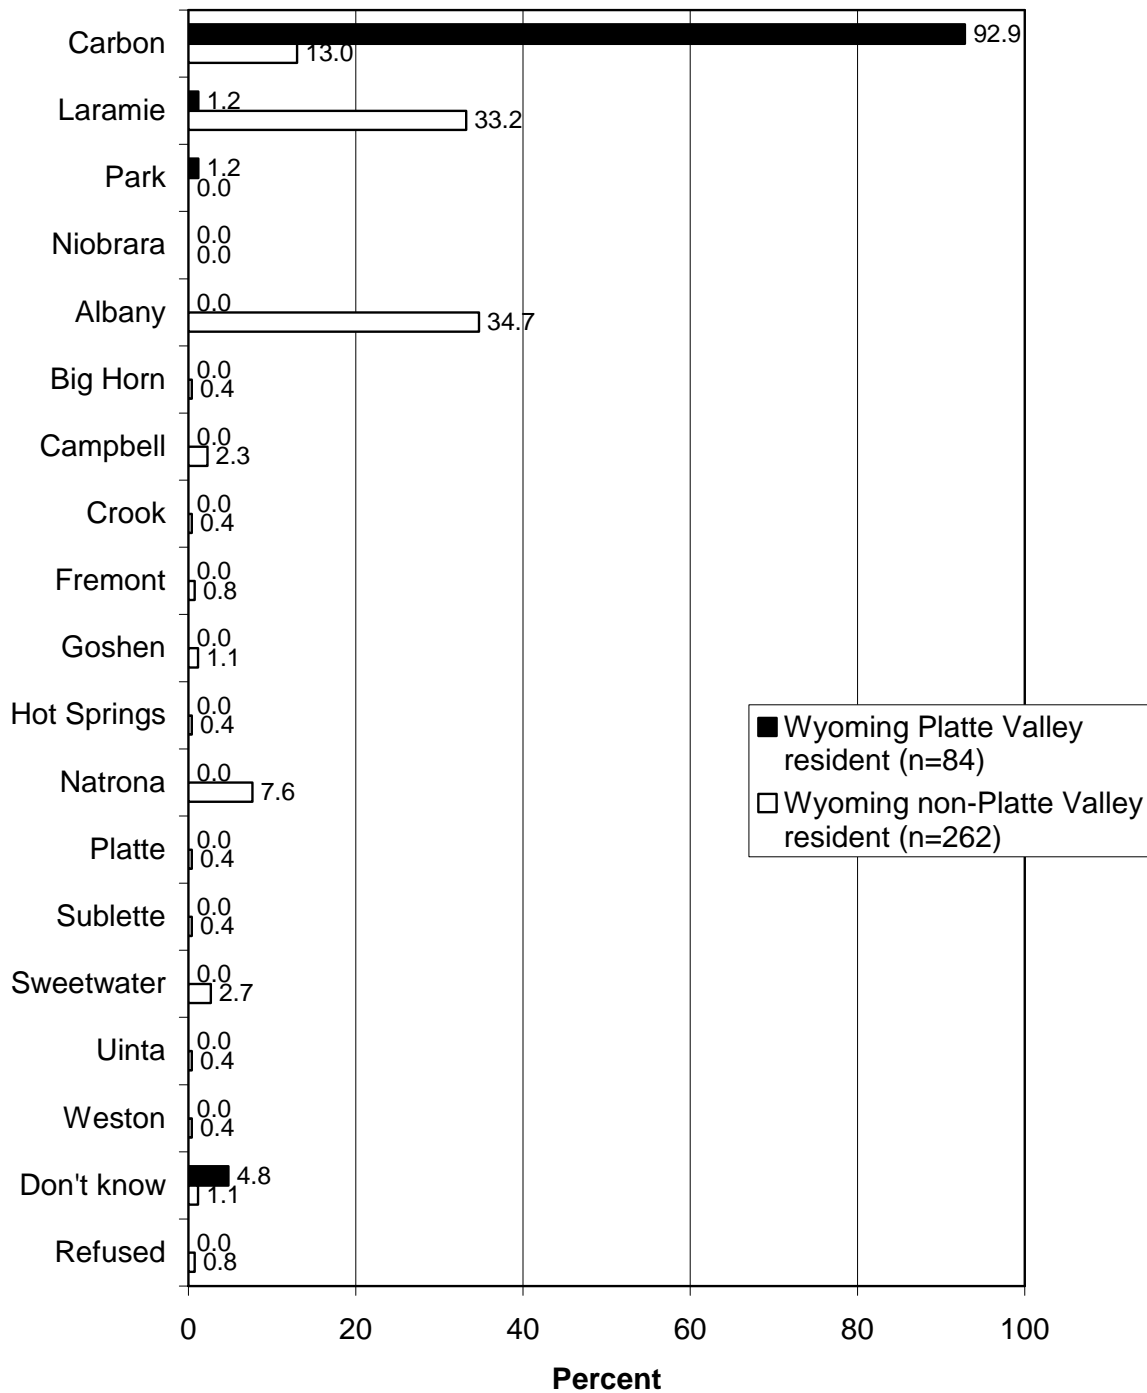 Carbon
92.9
13.0
Laramie
1.2
33.2
Park
1.2
0.0
Niobrara
0.0
0.0
Albany
0.0
34.7
Big Horn
0.0
0.4
Campbell
0.0
2.3
Crook
0.0
0.4
Fremont
0.0
0.8
Goshen
0.0
1.1
Hot Springs
0.0
0.4
Natrona
0.0
7.6
Platte
0.0
0.4
Sublette
0.0
0.4
Sweetwater
0.0
2.7
Uinta
0.0
0.4
Weston
0.0
0.4
Don't know
4.8
1.1
Refused
0.0
0.8
Wyoming Platte Valley
resident (n=84)
Wyoming non-Platte Valley
resident (n=262)
0 20 40 60 80 100
Percent